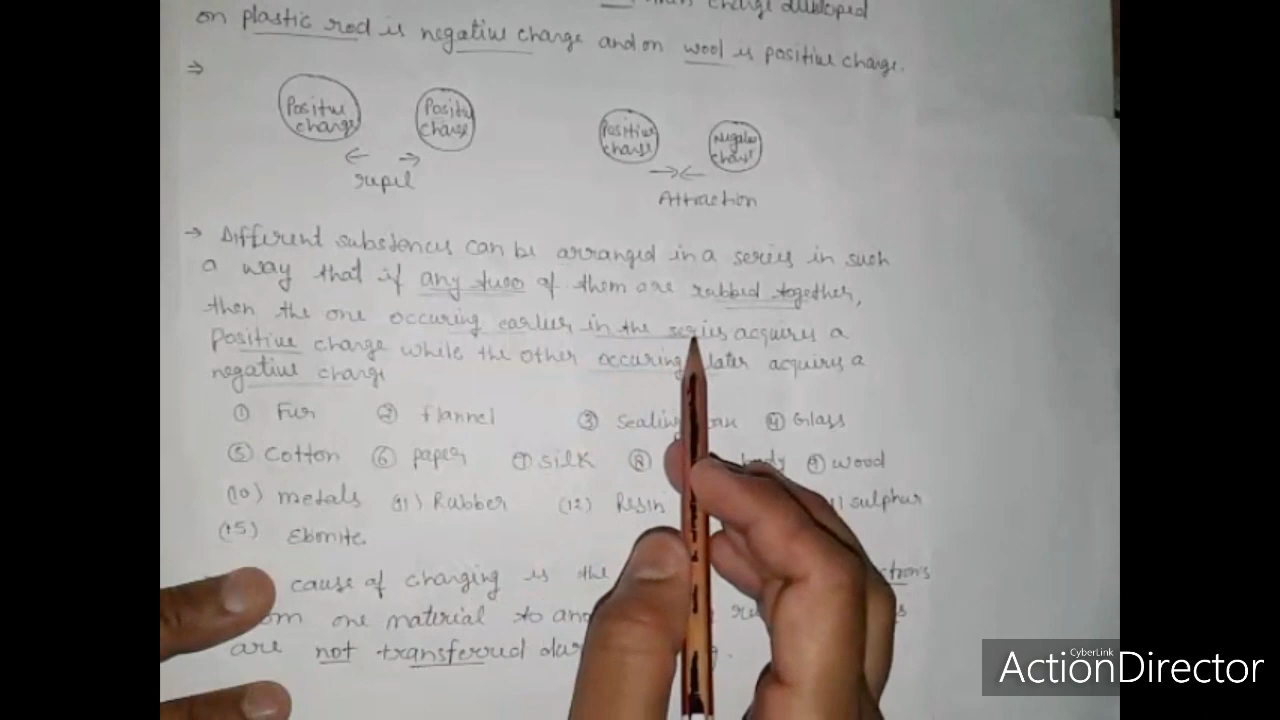 charge
on plastic rod is negative charge and on wool is positive charge.
⇒
Positive charge
Positive charge
Positive charge
Negative charge
← →
repel
→←
Attraction
→ Different substences can be arranged in a series in such
a way that if any two of them are rubbed together,
then the one occuring earlier in the series acquires a
positive charge while the other occuring later acquires a
negative charge
① Fur ② flannel ③ Sealing ④ Glass
⑤ Cotton ⑥ paper ⑦ Silk ⑧ body ⑨ wood
(10) metals (11) Rubber (12) Resin sulphur
(15) Ebonite
cause of charging is the
one material to
are not transferred
CyberLink
ActionDirector